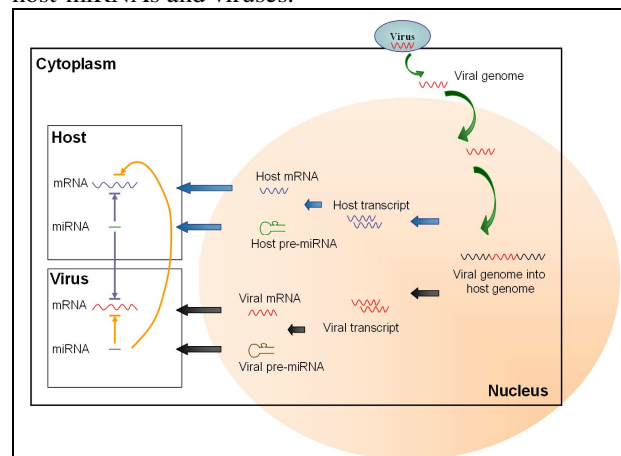 host-miRNAs and viruses.
Virus
Cytoplasm
Viral genome
Host
mRNA
miRNA
Host mRNA
Host transcript
Host pre-miRNA
Viral genome into
host genome
Virus
mRNA
miRNA
Viral mRNA
Viral transcript
Viral pre-miRNA
Nucleus